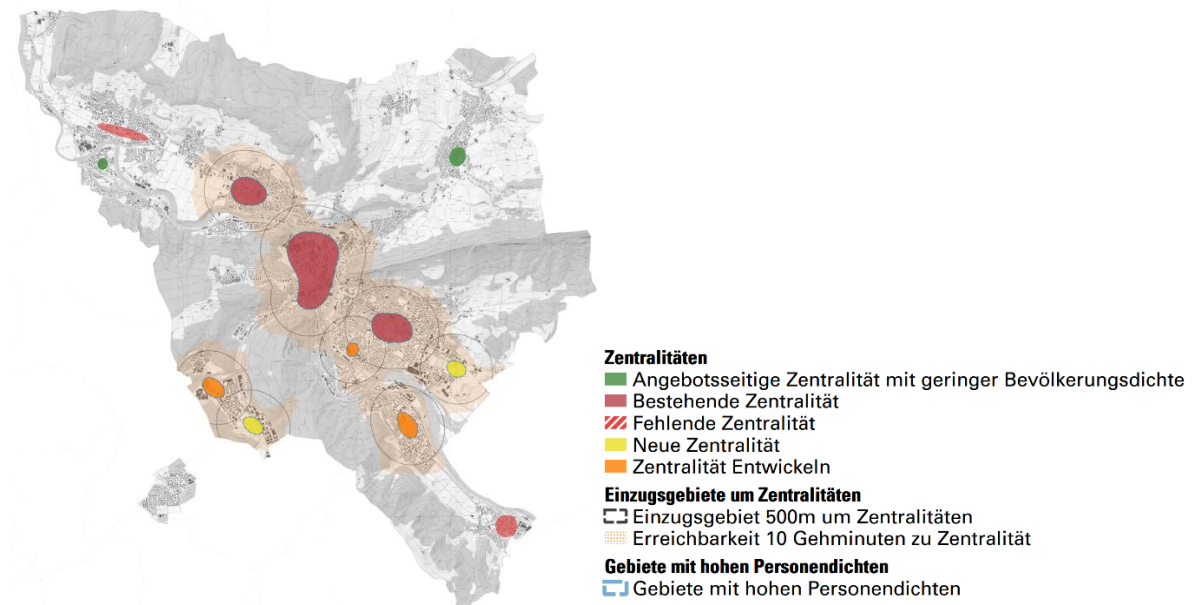 Zentralitäten
Angebotsseitige Zentralität mit geringer Bevölkerungsdichte
Bestehende Zentralität
Fehlende Zentralität
Neue Zentralität
Zentralität Entwickeln
Einzugsgebiete um Zentralitäten
Einzugsgebiet 500m um Zentralitäten
Erreichbarkeit 10 Gehminuten zu Zentralität
Gebiete mit hohen Personendichten
Gebiete mit hohen Personendichten